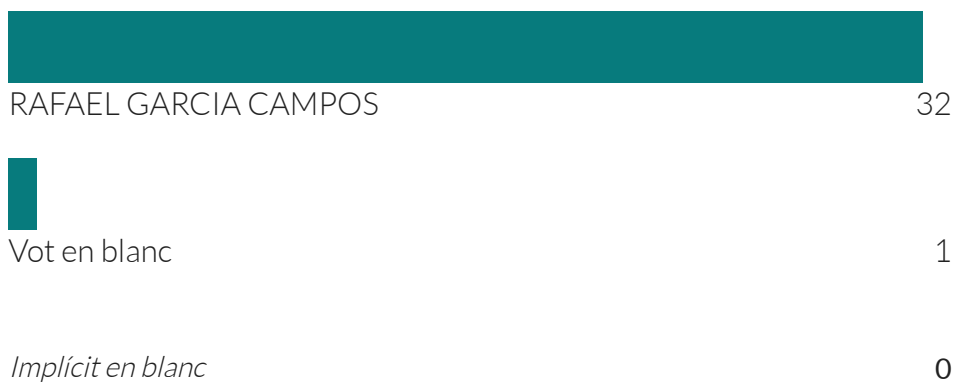 RAFAEL GARCIA CAMPOS 32
Vot en blanc 1
Implícit en blanc 0